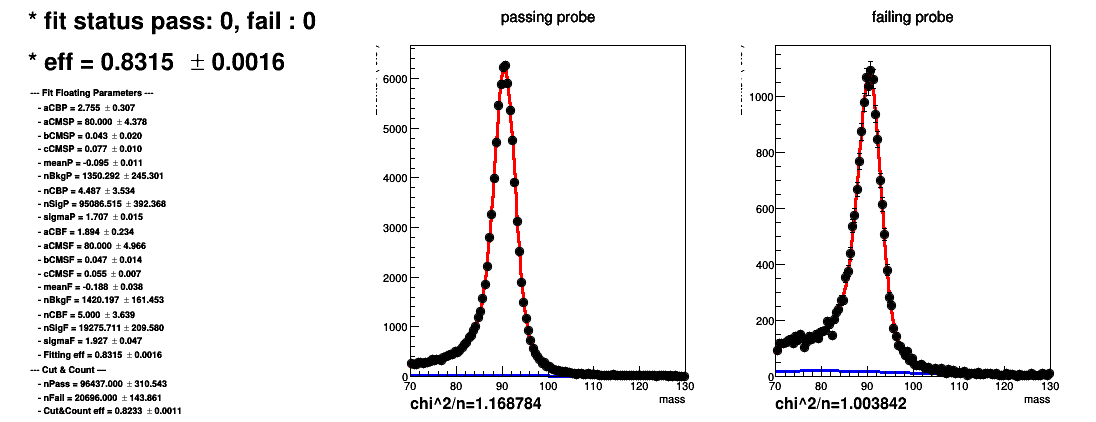 * fit status pass: 0, fail : 0
* eff = 0.8315 ± 0.0016
--- Fit Floating Parameters ---
- aCBP = 2.755 ± 0.307
- aCMSP = 80.000 ± 4.378
- bCMSP = 0.043 ± 0.020
- cCMSP = 0.077 ± 0.010
- meanP = -0.095 ± 0.011
- nBkgP = 1350.292 ± 245.301
- nCBP = 4.487 ± 3.534
- nSigP = 95086.515 ± 392.368
- sigmaP = 1.707 ± 0.015
- aCBF = 1.894 ± 0.234
- aCMSF = 80.000 ± 4.966
- bCMSF = 0.047 ± 0.014
- cCMSF = 0.055 ± 0.007
- meanF = -0.188 ± 0.038
- nBkgF = 1420.197 ± 161.453
- nCBF = 5.000 ± 3.639
- nSigF = 19275.711 ± 209.580
- sigmaF = 1.927 ± 0.047
- Fitting eff = 0.8315 ± 0.0016
--- Cut & Count ---
- nPass = 96437.000 ± 310.543
- nFail = 20696.000 ± 143.861
- Cut&Count eff = 0.8233 ± 0.0011
passing probe
6000
5000
4000
3000
2000
1000
0
70 80 90 100 110 120 130
mass
chi^2/n=1.168784
failing probe
1000
800
600
400
200
0
70 80 90 100 110 120 130
mass
chi^2/n=1.003842